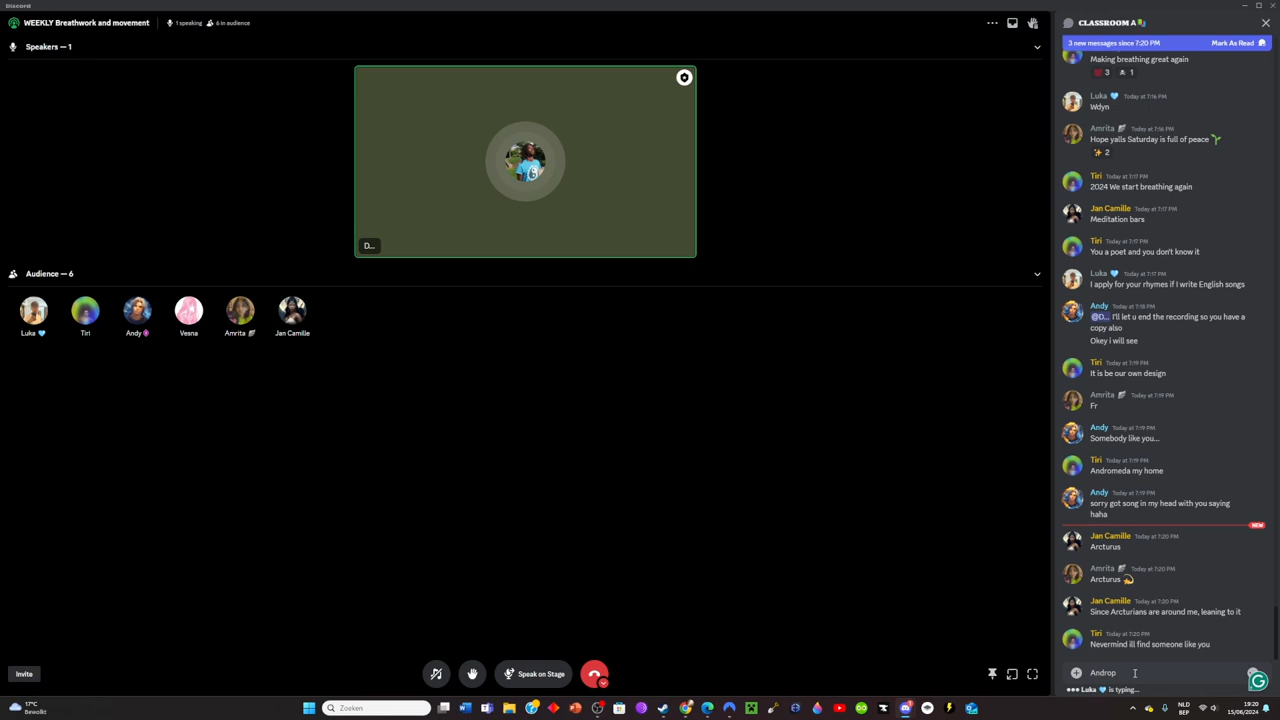 Discord
WEEKLY Breathwork and movement
1 speaking
6 in audience
Speakers — 1
D...
Audience — 6
Luka 🩵
Tiri
Andy
Vesna
Amrita
Jan Camille
Invite
Speak on Stage
CLASSROOM A
3 new messages since 7:20 PM
Mark As Read
Making breathing great again
3
1
Luka 🩵 Today at 7:16 PM
Wdyn
Amrita Today at 7:16 PM
Hope yalls Saturday is full of peace 🌱
✨ 2
Tiri Today at 7:17 PM
2024 We start breathing again
Jan Camille Today at 7:17 PM
Meditation bars
Tiri Today at 7:17 PM
You a poet and you don't know it
Luka 🩵 Today at 7:17 PM
I apply for your rhymes if I write English songs
Andy Today at 7:18 PM
@D... I'll let u end the recording so you have a
copy also
Okey i will see
Tiri Today at 7:19 PM
It is be our own design
Amrita Today at 7:19 PM
Fr
Andy Today at 7:19 PM
Somebody like you...
Tiri Today at 7:19 PM
Andromeda my home
Andy Today at 7:19 PM
sorry got song in my head with you saying
haha
NEW
Jan Camille Today at 7:20 PM
Arcturus
Amrita Today at 7:20 PM
Arcturus 💫
Jan Camille Today at 7:20 PM
Since Arcturians are around me, leaning to it
Tiri Today at 7:20 PM
Nevermind ill find someone like you
Androp
Luka 🩵 is typing...
17°C
Bewolkt
Zoeken
NLD
BEP
19:20
15/06/2024